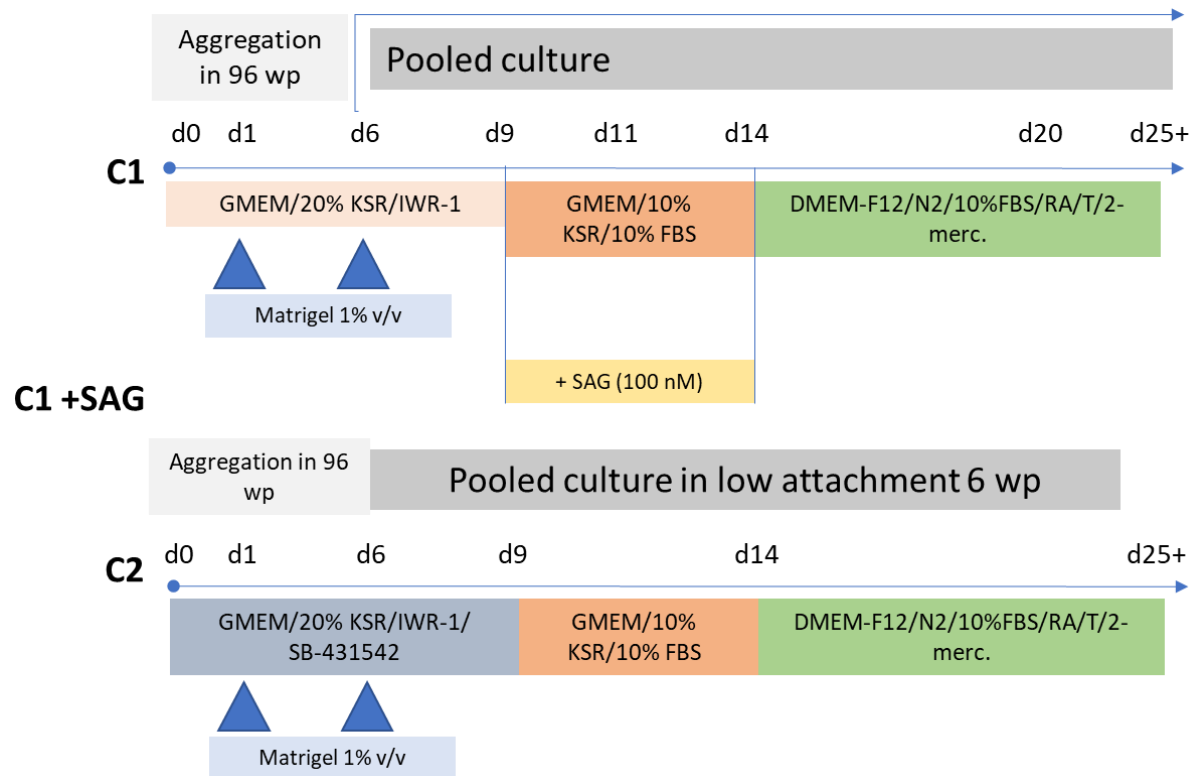 Aggregation
in 96 wp
Pooled culture
d0 d1 d6 d9 d11 d14 d20 d25+
C1
GMEM/20% KSR/IWR-1
GMEM/10%
KSR/10% FBS
DMEM-F12/N2/10%FBS/RA/T/2-
merc.
Matrigel 1% v/v
C1 +SAG
+ SAG (100 nM)
Aggregation in 96
wp
Pooled culture in low attachment 6 wp
d0 d1 d6 d9 d14 d25+
C2
GMEM/20% KSR/IWR-1/
SB-431542
GMEM/10%
KSR/10% FBS
DMEM-F12/N2/10%FBS/RA/T/2-
merc.
Matrigel 1% v/v